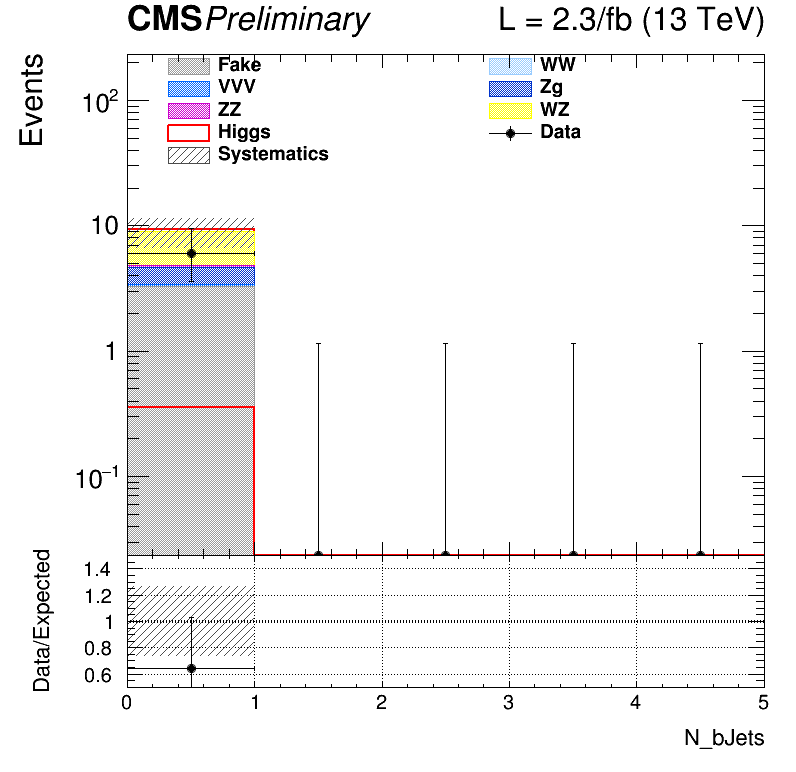 CMSPreliminary L = 2.3/fb (13 TeV)
Events
10²
10
1
10⁻¹
Fake WW
VVV Zg
ZZ WZ
Higgs Data
Systematics
Data/Expected
1.4
1.2
1
0.8
0.6
0 1 2 3 4 5
N_bJets